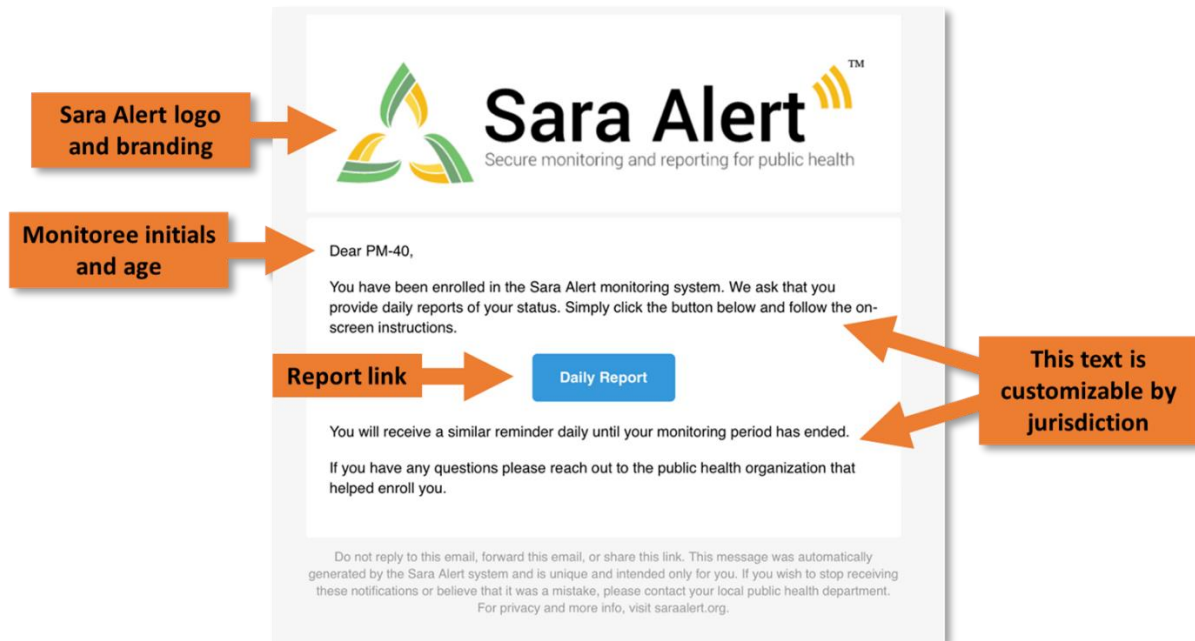 Sara Alert™
Secure monitoring and reporting for public health
Sara Alert logo
and branding
Monitoree initials
and age
Dear PM-40,
You have been enrolled in the Sara Alert monitoring system. We ask that you
provide daily reports of your status. Simply click the button below and follow the on-
screen instructions.
Report link
Daily Report
This text is
customizable by
jurisdiction
You will receive a similar reminder daily until your monitoring period has ended.
If you have any questions please reach out to the public health organization that
helped enroll you.
Do not reply to this email, forward this email, or share this link. This message was automatically
generated by the Sara Alert system and is unique and intended only for you. If you wish to stop receiving
these notifications or believe that it was a mistake, please contact your local public health department.
For privacy and more info, visit saraalert.org.